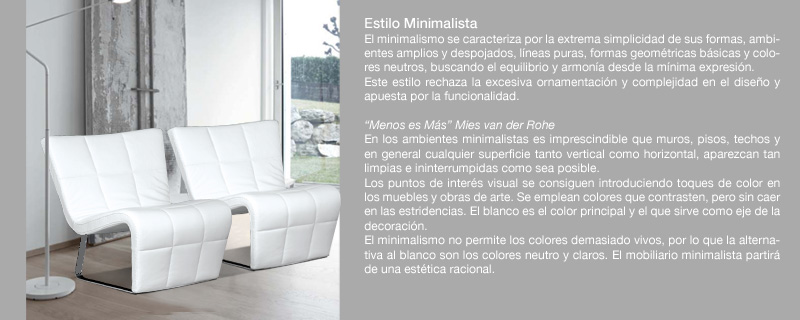 Estilo Minimalista
El minimalismo se caracteriza por la extrema simplicidad de sus formas, ambi-
entes amplios y despojados, líneas puras, formas geométricas básicas y colo-
res neutros, buscando el equilibrio y armonía desde la mínima expresión.
Este estilo rechaza la excesiva ornamentación y complejidad en el diseño y
apuesta por la funcionalidad.
“Menos es Más” Mies van der Rohe
En los ambientes minimalistas es imprescindible que muros, pisos, techos y
en general cualquier superficie tanto vertical como horizontal, aparezcan tan
limpias e ininterrumpidas como sea posible.
Los puntos de interés visual se consiguen introduciendo toques de color en
los muebles y obras de arte. Se emplean colores que contrasten, pero sin caer
en las estridencias. El blanco es el color principal y el que sirve como eje de la
decoración.
El minimalismo no permite los colores demasiado vivos, por lo que la alterna-
tiva al blanco son los colores neutro y claros. El mobiliario minimalista partirá
de una estética racional.